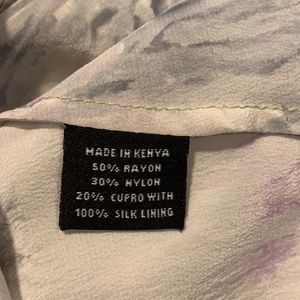 MADE IN KENYA
50% RAYON
30% NYLON
20% CUPRO WITH
100% SILK LINING